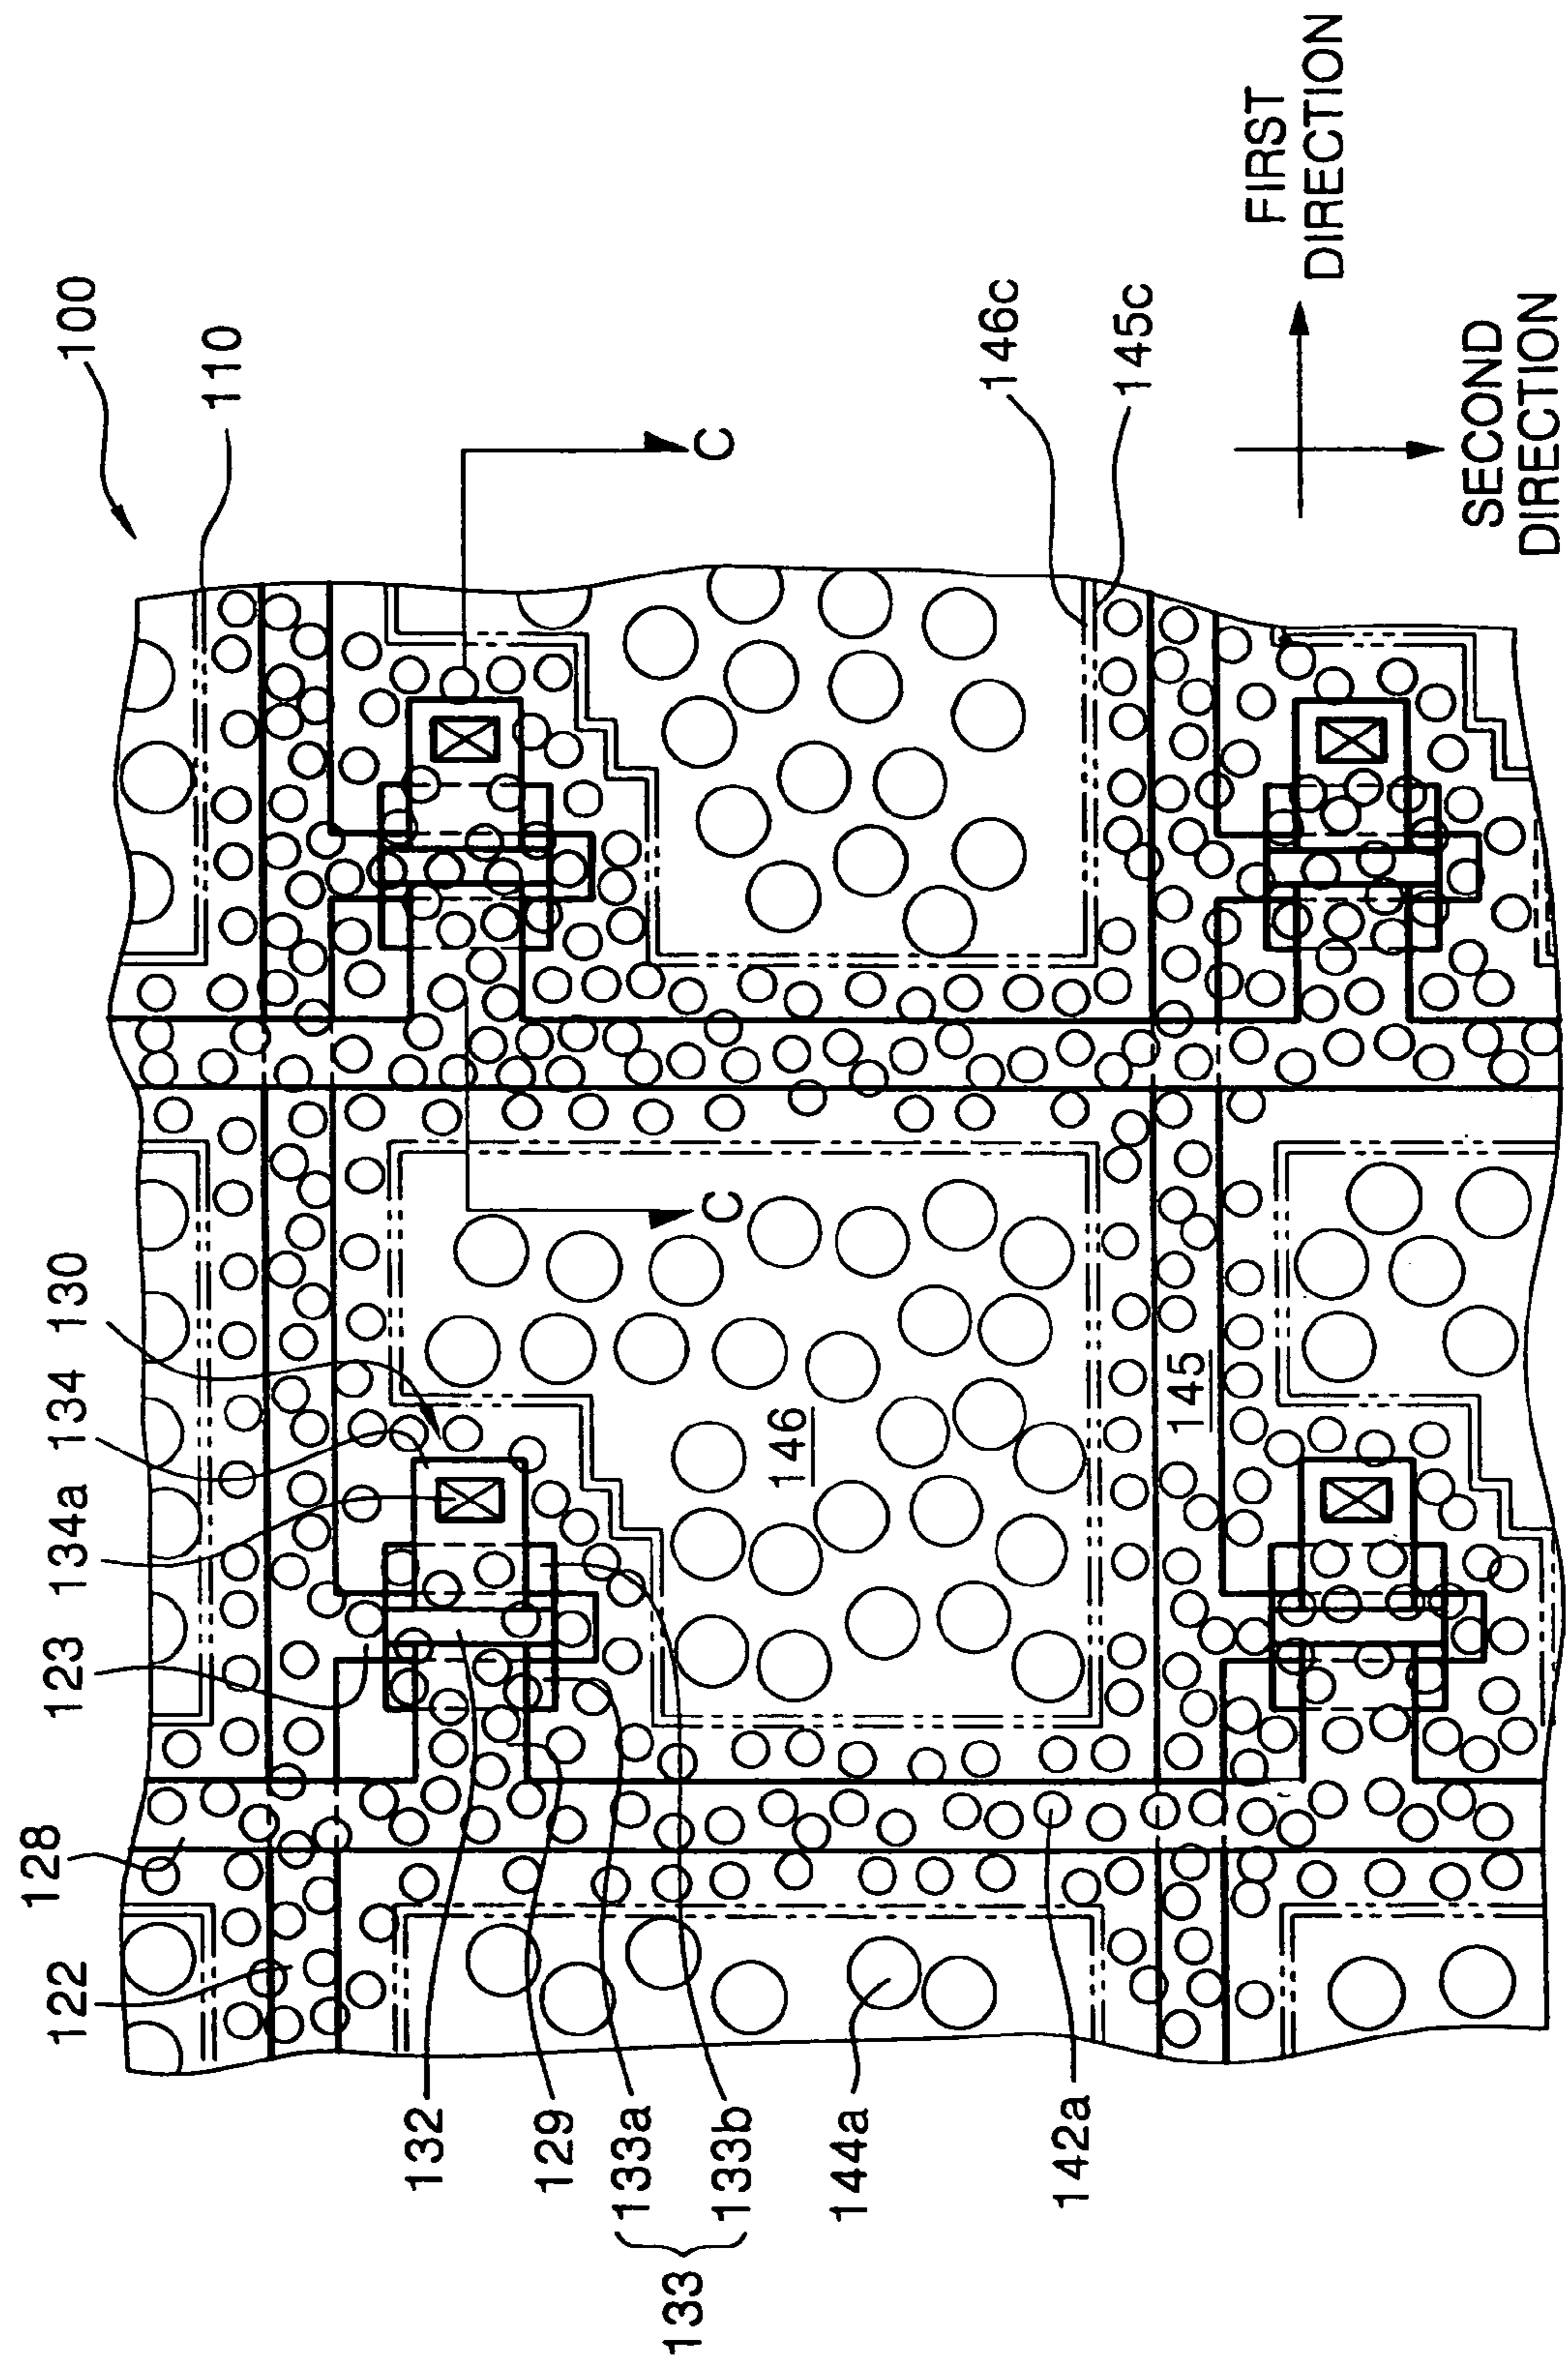 100
110
C
C
146c
145c
FIRST
DIRECTION
SECOND
DIRECTION
130
134
134a
123
128
122
146
145
132
129
133a
133b
133
144a
142a